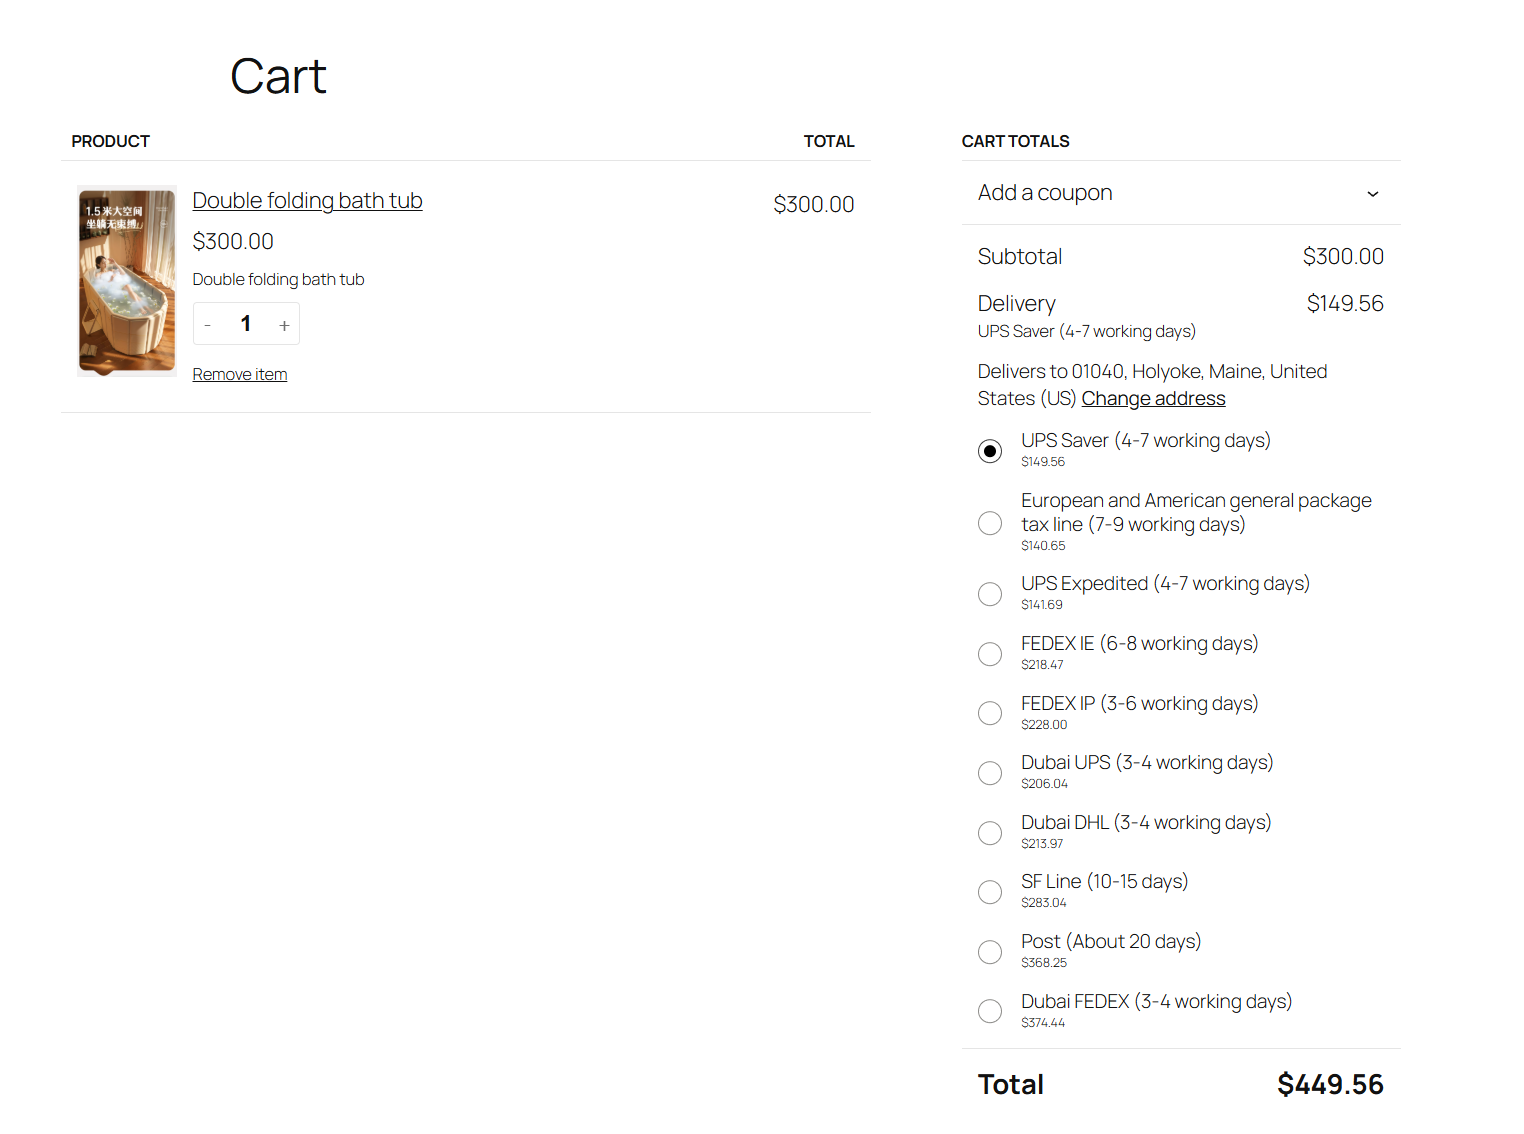 Cart
PRODUCT
TOTAL
1.5米大空间
坐躺无束缚
Double folding bath tub
$300.00
$300.00
Double folding bath tub
- 1 +
Remove item
CART TOTALS
Add a coupon
Subtotal $300.00
Delivery $149.56
UPS Saver (4-7 working days)
Delivers to 01040, Holyoke, Maine, United
States (US) Change address
UPS Saver (4-7 working days)
$149.56
European and American general package
tax line (7-9 working days)
$140.65
UPS Expedited (4-7 working days)
$141.69
FEDEX IE (6-8 working days)
$218.47
FEDEX IP (3-6 working days)
$228.00
Dubai UPS (3-4 working days)
$206.04
Dubai DHL (3-4 working days)
$213.97
SF Line (10-15 days)
$283.04
Post (About 20 days)
$368.25
Dubai FEDEX (3-4 working days)
$374.44
Total $449.56